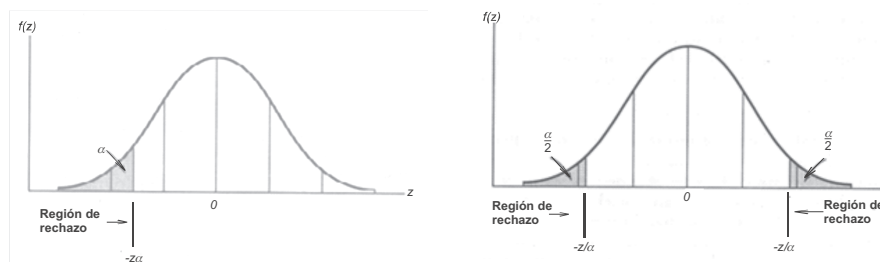 f(z)
α
z
0
Región de
rechazo
-zα
f(z)
α
2
α
2
0
Región de
rechazo
Región de
rechazo
-z/α
-z/α